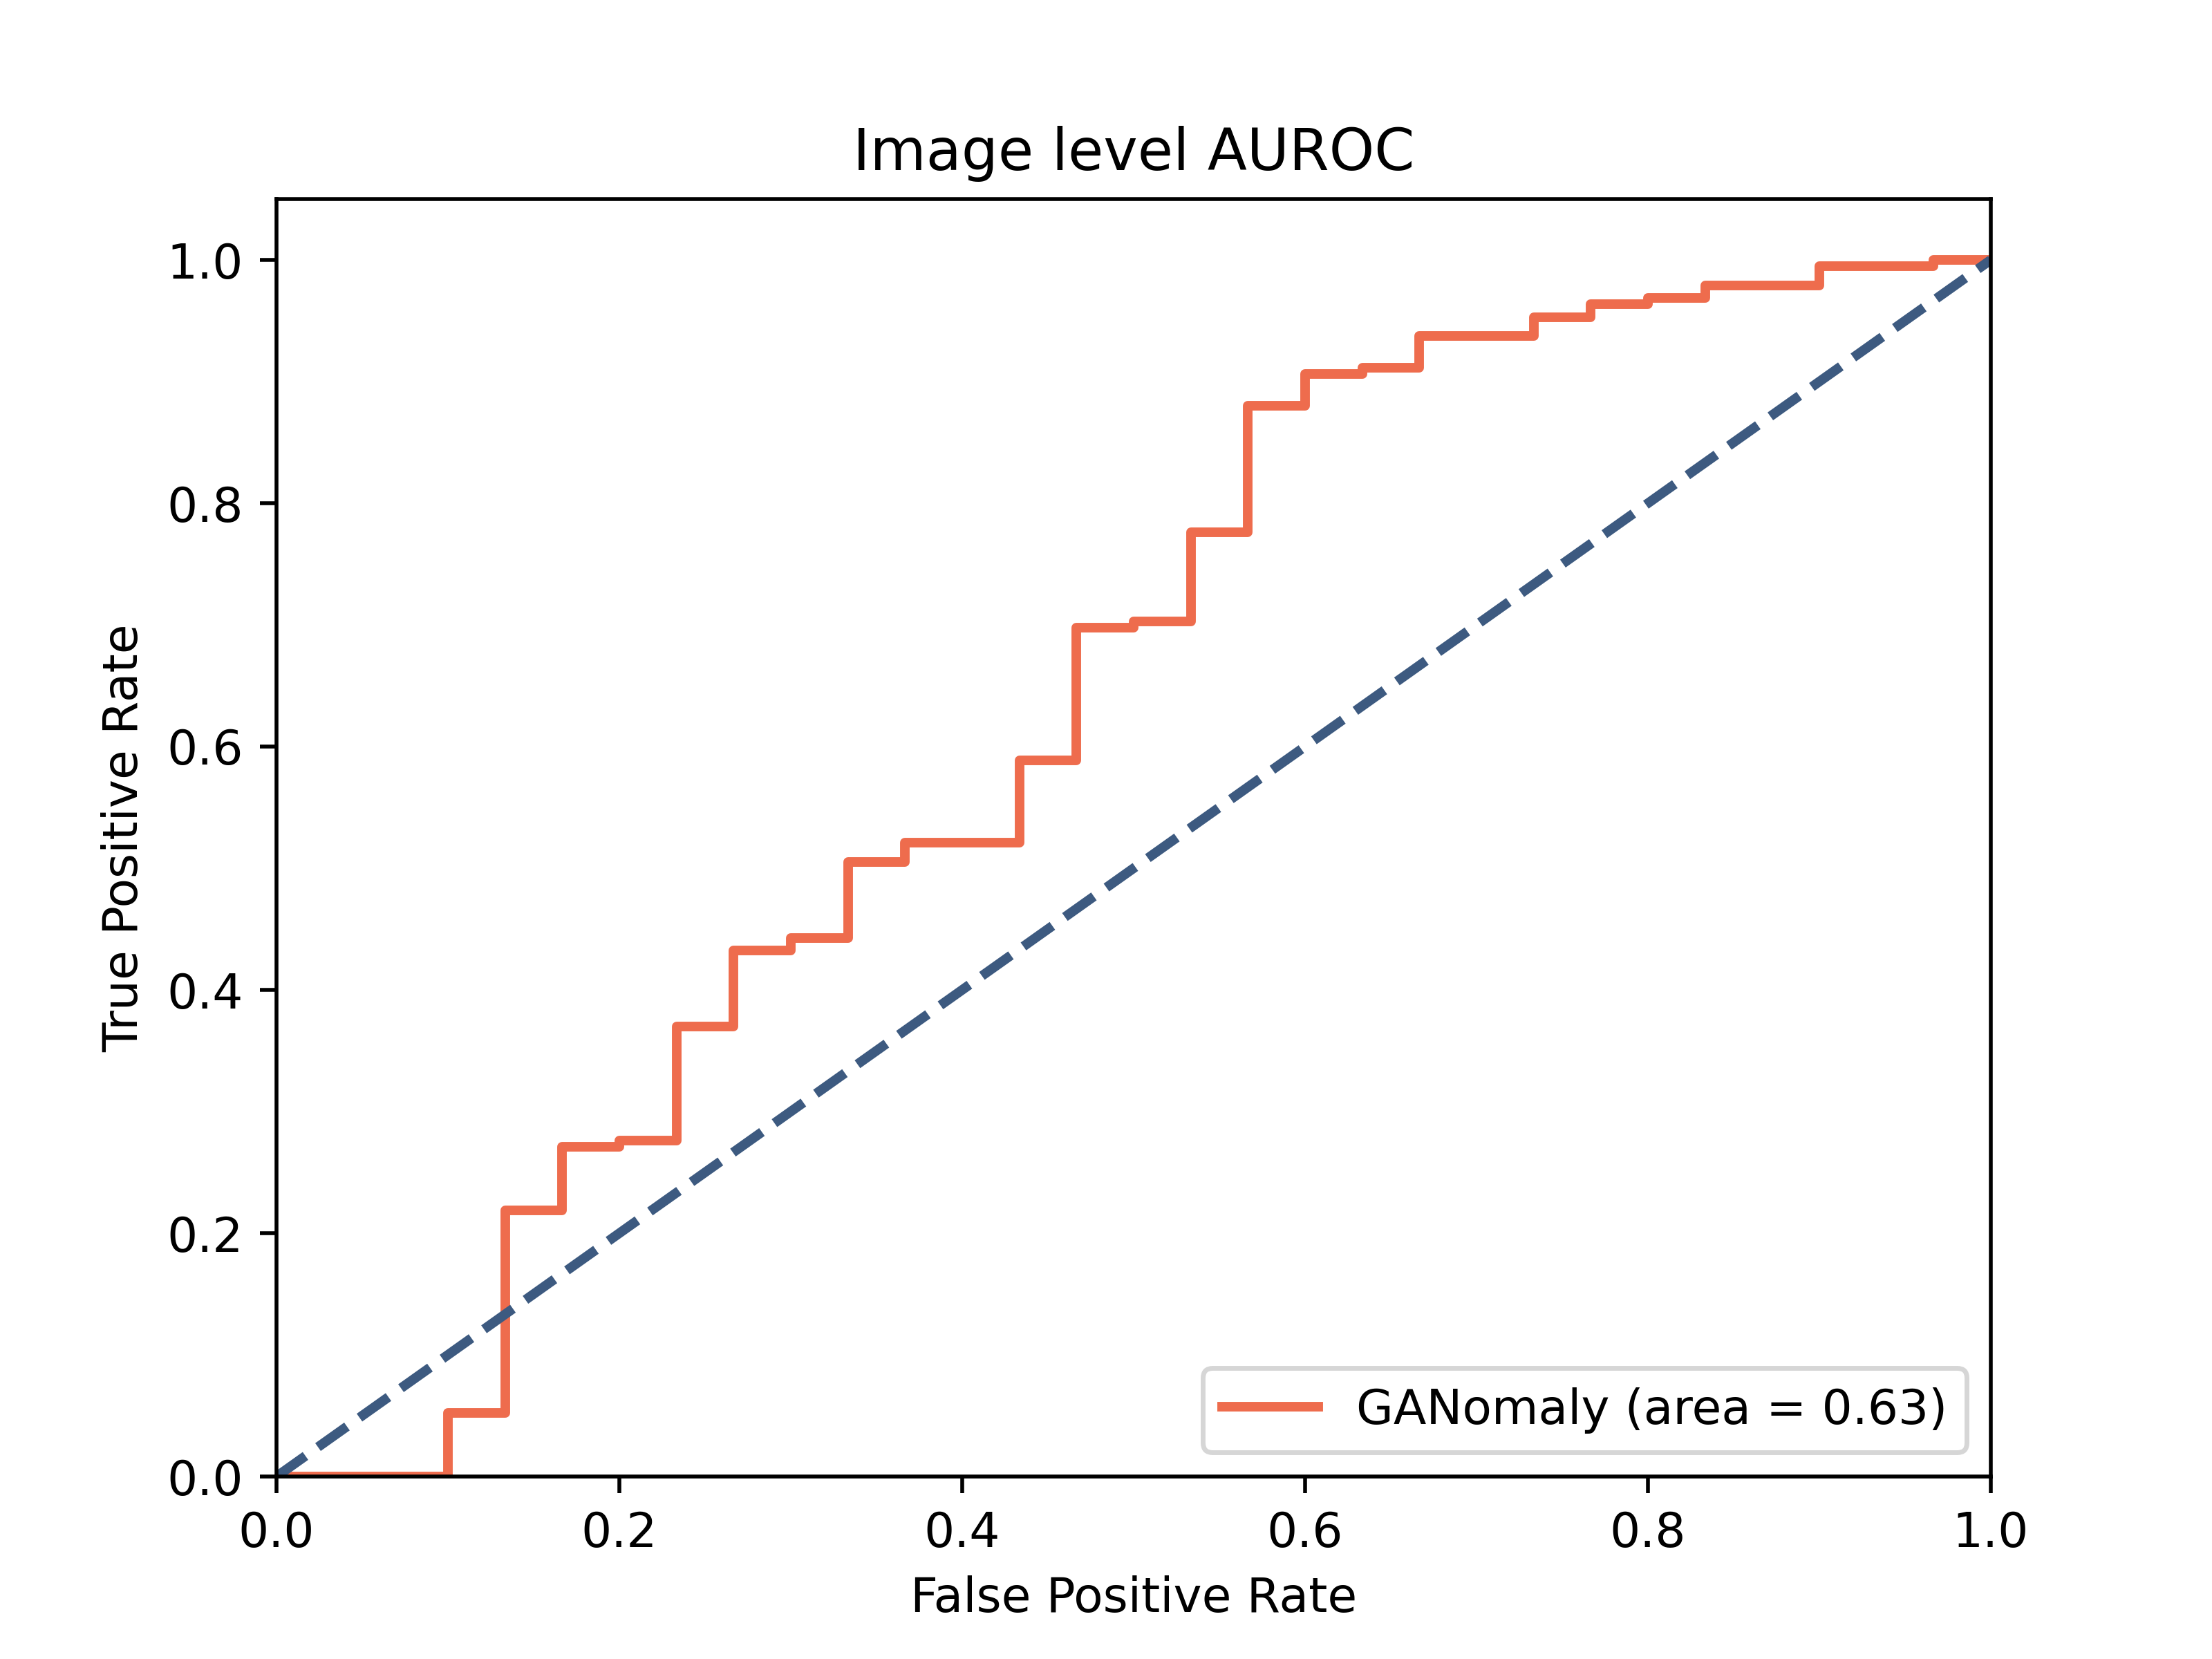 Image level AUROC
1.0
0.8
0.6
0.4
0.2
0.0
True Positive Rate
GANomaly (area = 0.63)
0.0 0.2 0.4 0.6 0.8 1.0
False Positive Rate